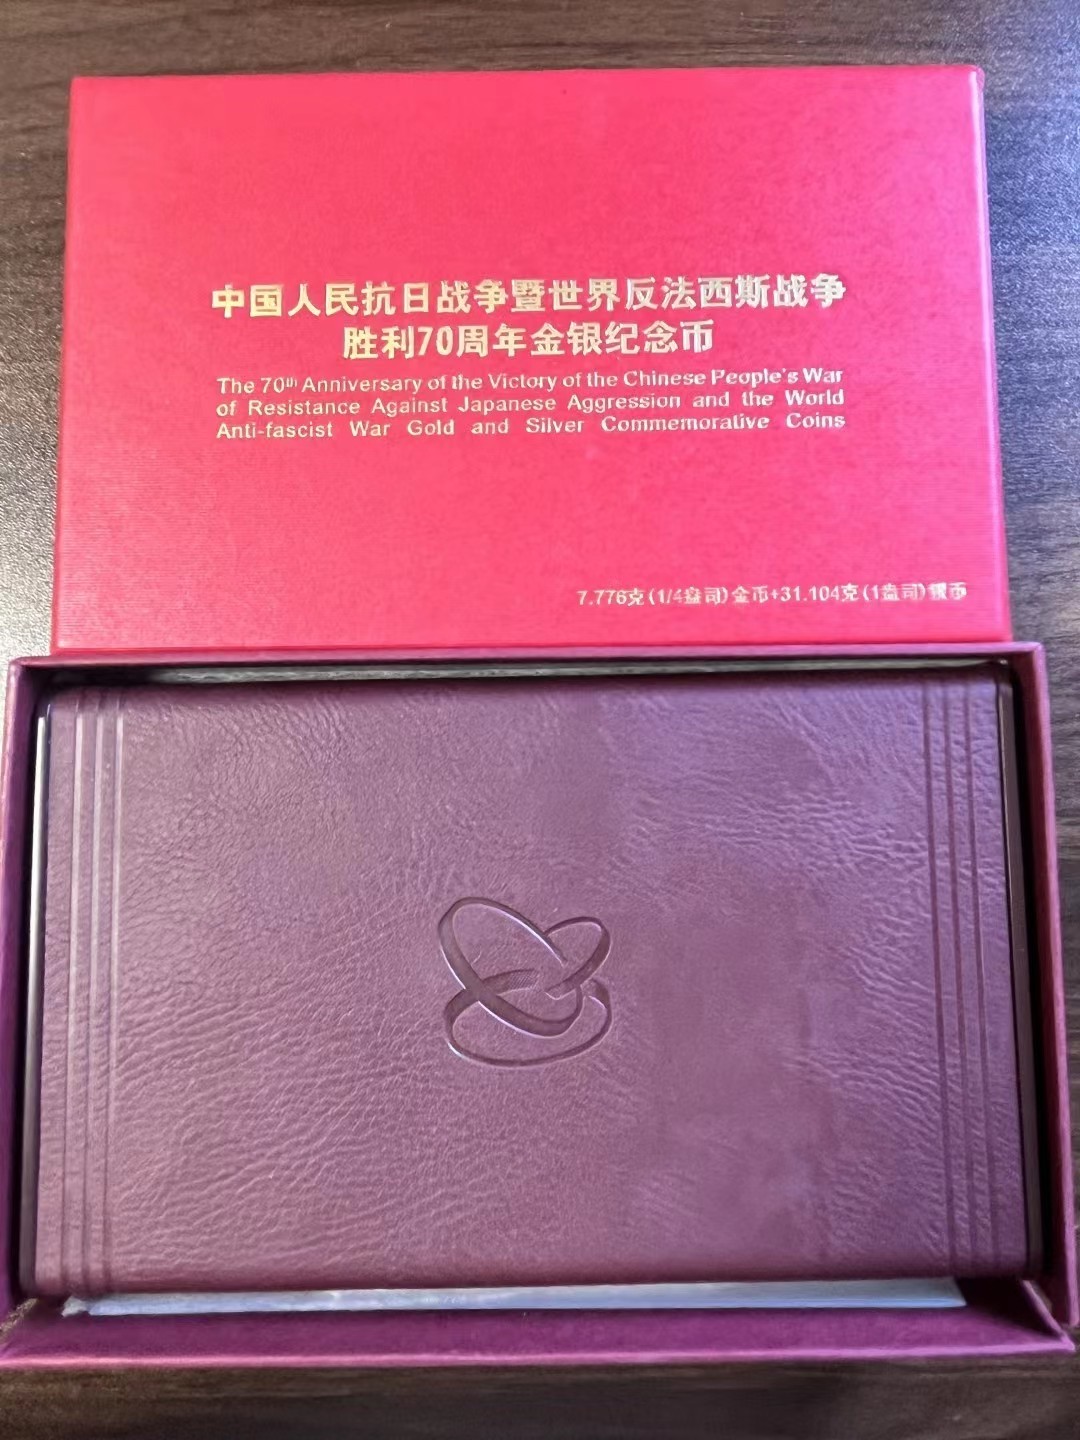 中国人民抗日战争暨世界反法西斯战争
胜利70周年金银纪念币
The 70th Anniversary of the Victory of the Chinese People's War
of Resistance Against Japanese Aggression and the World
Anti-fascist War Gold and Silver Commemorative Coins
7.776克(1/4盎司)金币+31.104克(1盎司)银币